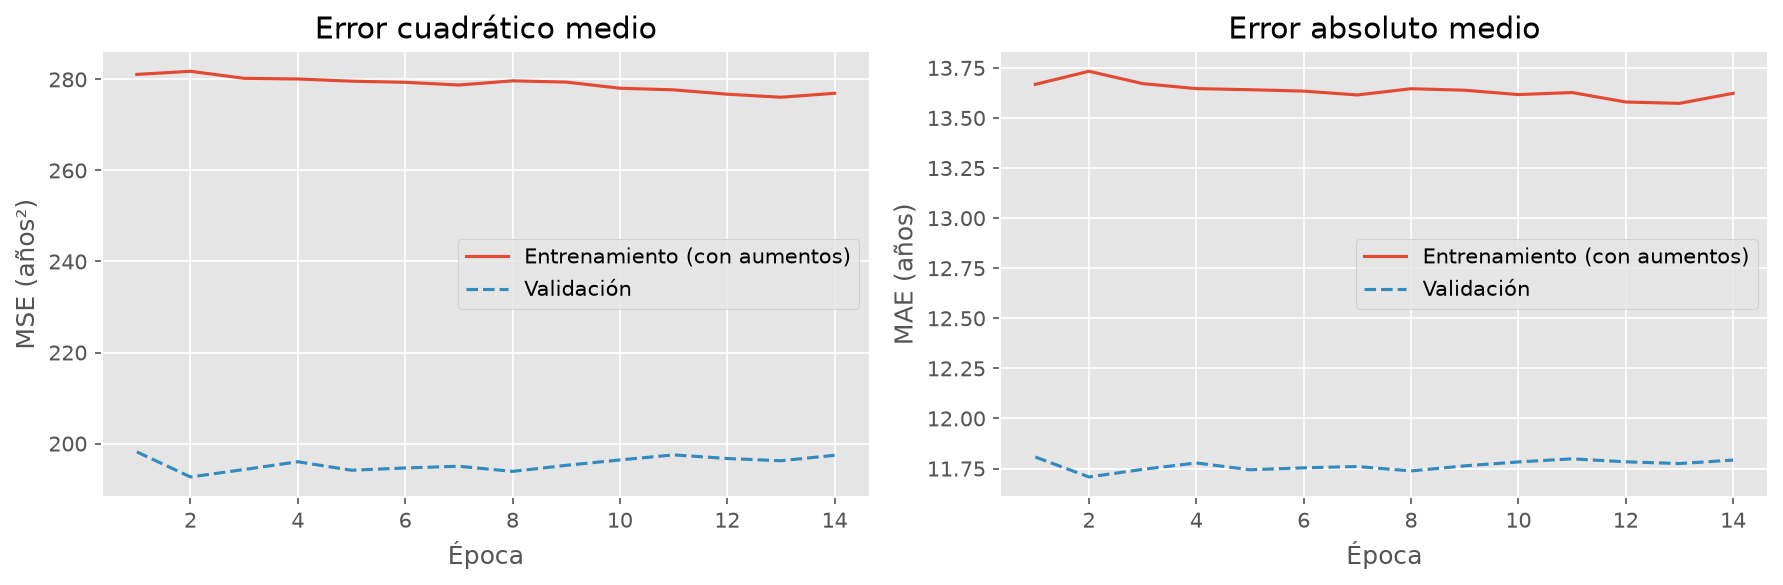 Error cuadrático medio
MSE (años²)
280
260
240
220
200
Entrenamiento (con aumentos)
Validación
2 4 6 8 10 12 14
Época
Error absoluto medio
MAE (años)
13.75
13.50
13.25
13.00
12.75
12.50
12.25
12.00
11.75
Entrenamiento (con aumentos)
Validación
2 4 6 8 10 12 14
Época